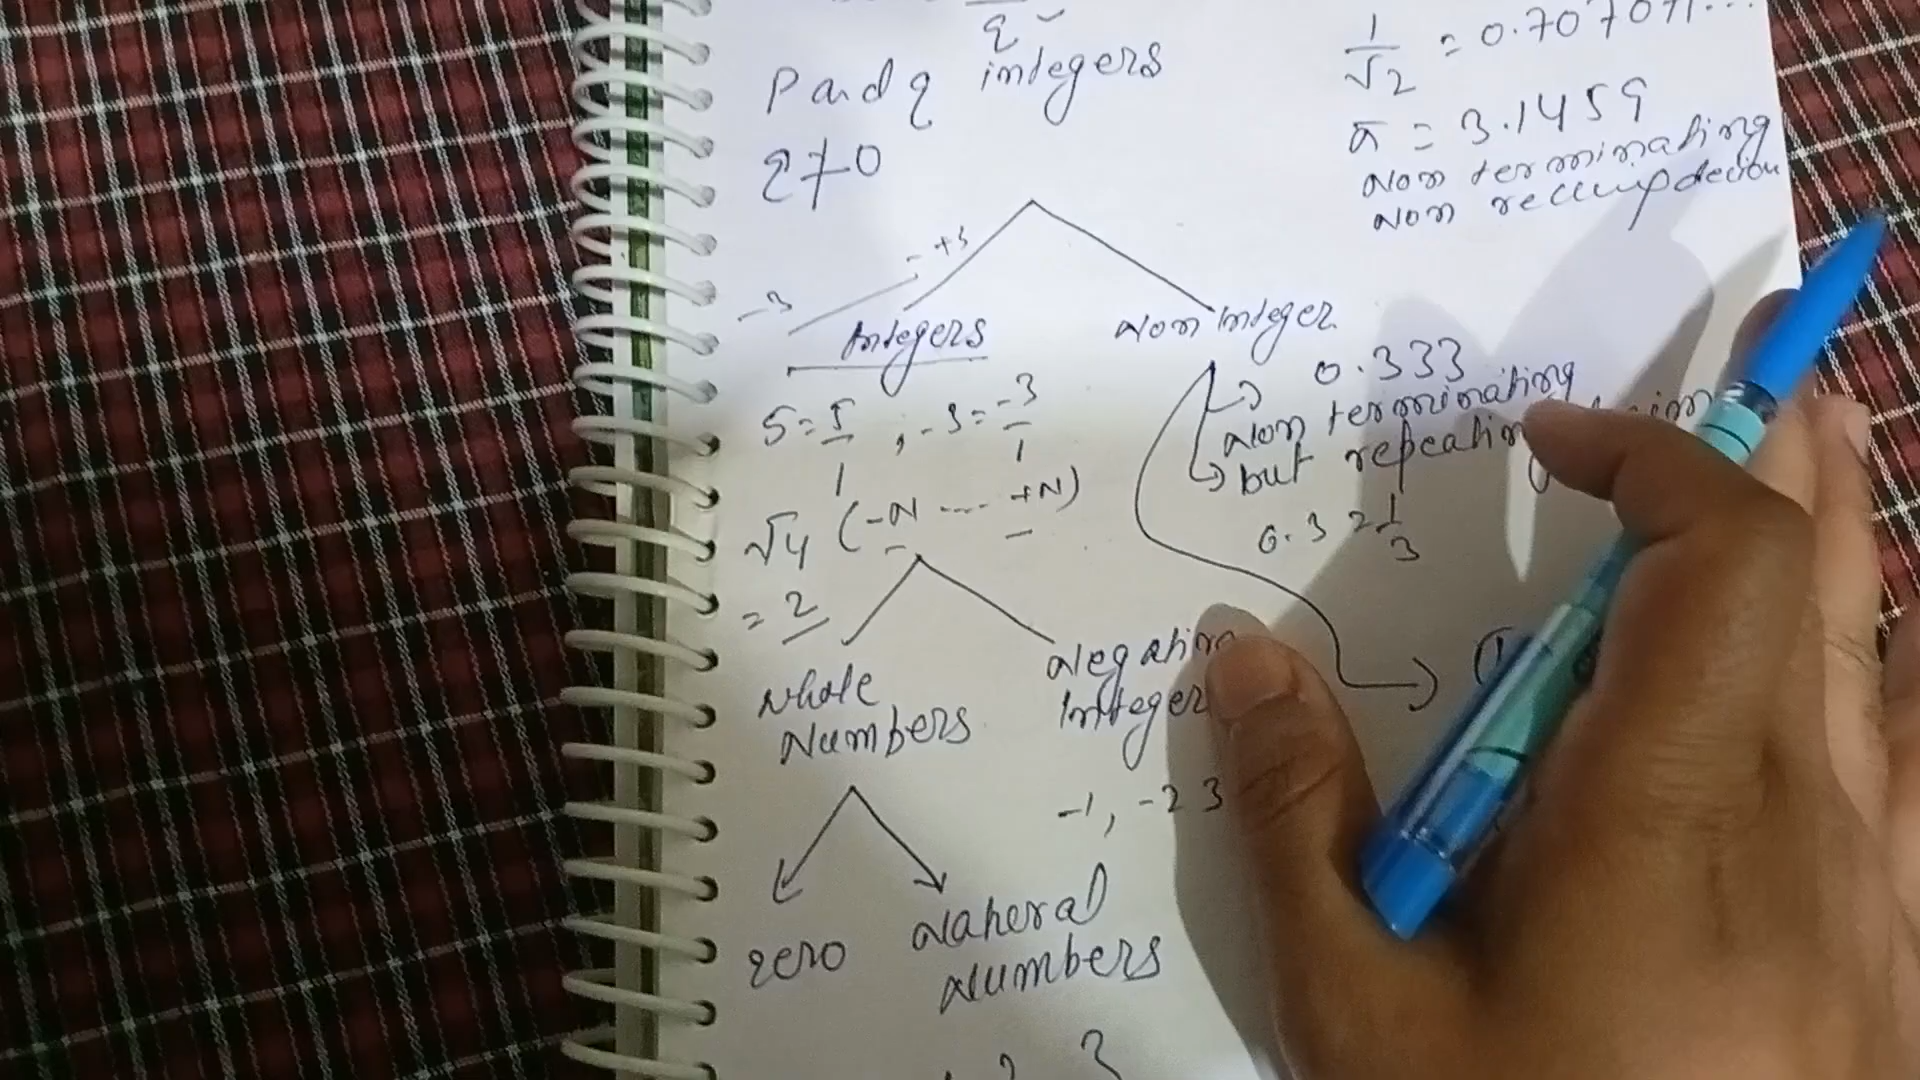 q
P and q integers
q ≠ 0
1/√2 = 0.707071...
π = 3.1459
Non terminating
Non recurring decimal
-3 - +3
Integers
Non integer
5 = 5/1 , -3 = -3/1
0.333
Non terminating
but repeating
0.3 = 1/3
√4 (-N .... +N)
= 2
Whole
Numbers
Negative
Integer
-1, -2 3
zero
Natural
Numbers
2 3